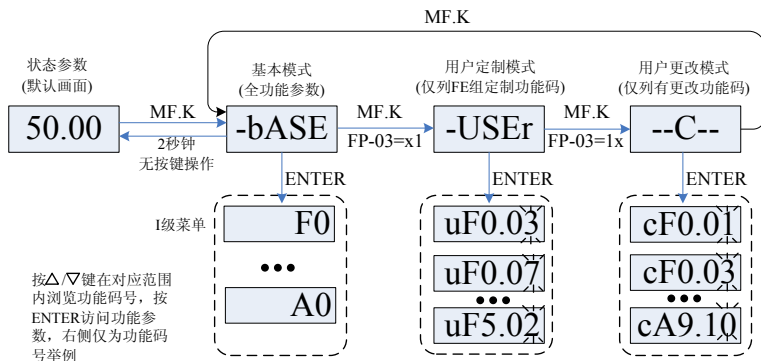 MF.K
状态参数
(默认画面)
50.00
MF.K
2秒钟
无按键操作
基本模式
(全功能参数)
-bASE
MF.K
FP-03=x1
用户定制模式
(仅列FE组定制功能码)
-USEr
MF.K
FP-03=1x
用户更改模式
(仅列有更改功能码)
--C--
ENTER
ENTER
ENTER
I级菜单
F0
•••
A0
uF0.03
uF0.07
•••
uF5.02
cF0.01
cF0.03
•••
cA9.10
按△/▽键在对应范围
内浏览功能码号，按
ENTER访问功能参
数，右侧仅为功能码
号举例